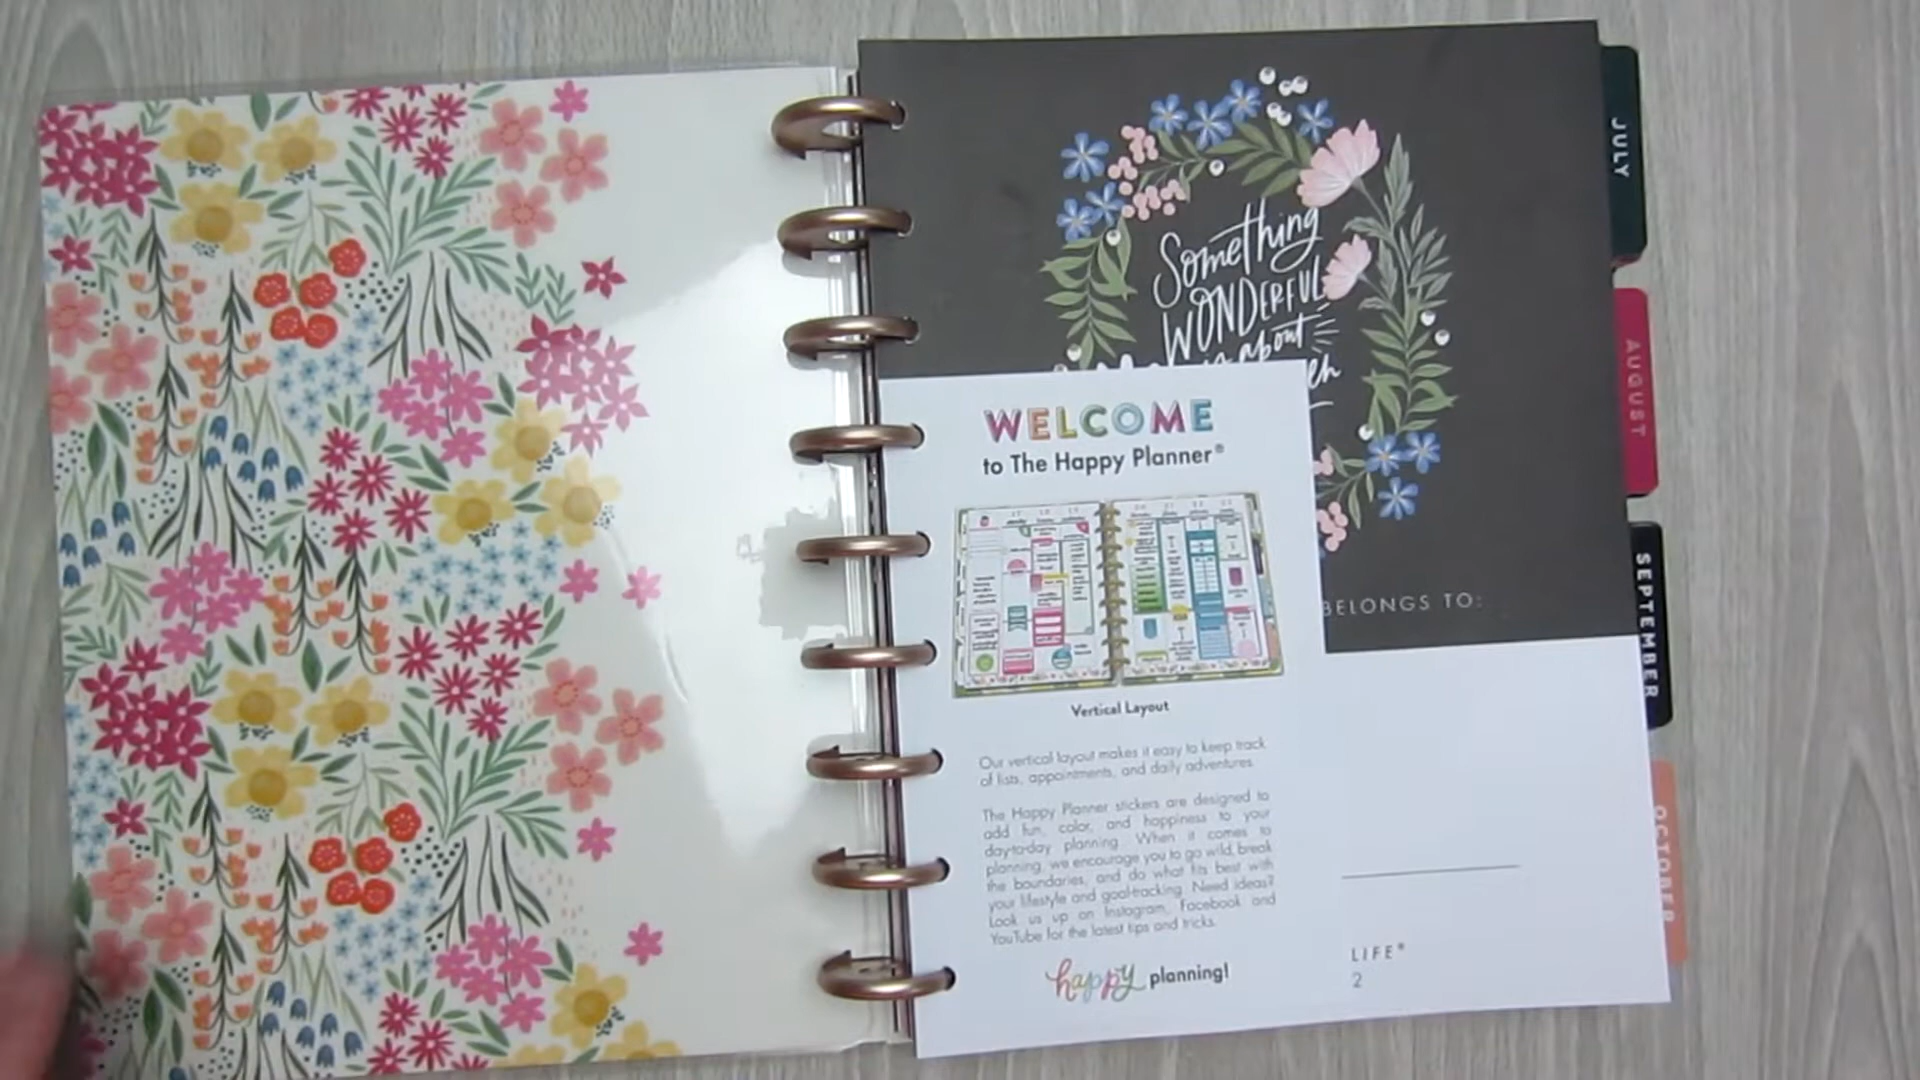 Something
WONDERFUL
is about
BELONGS TO:
LIFE®
2
WELCOME
to The Happy Planner®
Vertical Layout
Our vertical layout makes it easy to keep track
of lists, appointments, and daily adventures.
The Happy Planner stickers are designed to
add fun, color, and happiness to your
day-to-day planning. When it comes to
planning, we encourage you to go wild, break
the boundaries, and do what fits best with
your lifestyle and goal-tracking. Need ideas?
Look us up on Instagram, Facebook and
YouTube for the latest tips and tricks.
happy planning!
JULY
AUGUST
SEPTEMBER
OCTOBER